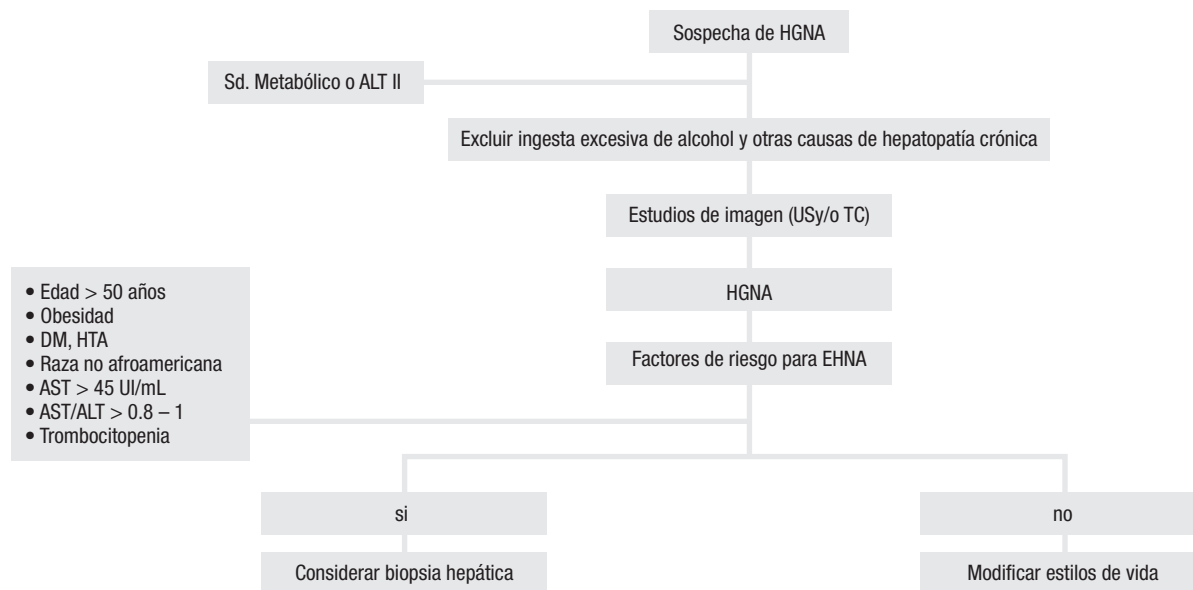 Sospecha de HGNA
Sd. Metabólico o ALT II
Excluir ingesta excesiva de alcohol y otras causas de hepatopatía crónica
Estudios de imagen (USy/o TC)
HGNA
Factores de riesgo para EHNA
• Edad > 50 años
• Obesidad
• DM, HTA
• Raza no afroamericana
• AST > 45 UI/mL
• AST/ALT > 0.8 – 1
• Trombocitopenia
si
no
Considerar biopsia hepática
Modificar estilos de vida